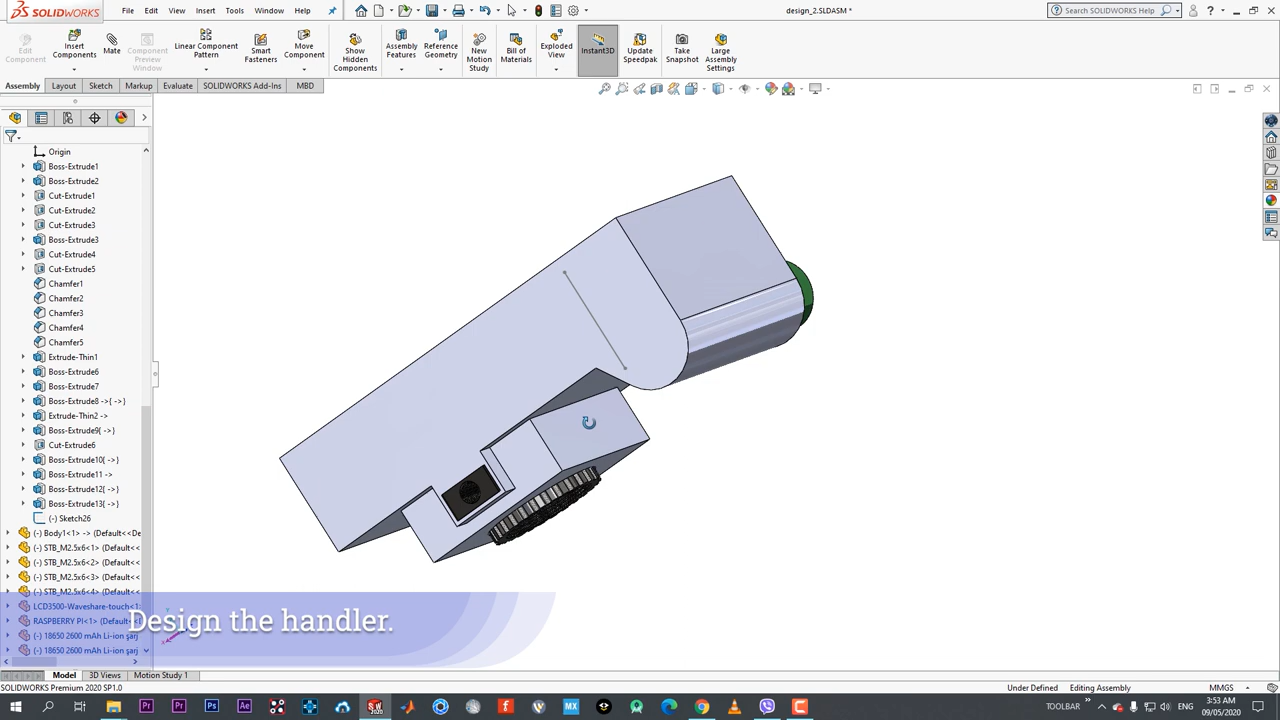 SOLIDWORKS
File Edit View Insert Tools Window Help
design_2.SLDASM *
Search SOLIDWORKS Help
Edit Component
Insert Components
Mate
Component Preview Window
Linear Component Pattern
Smart Fasteners
Move Component
Show Hidden Components
Assembly Features
Reference Geometry
New Motion Study
Bill of Materials
Exploded View
Instant3D
Update Speedpak
Take Snapshot
Large Assembly Settings
Assembly Layout Sketch Markup Evaluate SOLIDWORKS Add-Ins MBD
Origin
Boss-Extrude1
Boss-Extrude2
Cut-Extrude1
Cut-Extrude2
Cut-Extrude3
Boss-Extrude3
Cut-Extrude4
Cut-Extrude5
Chamfer1
Chamfer2
Chamfer3
Chamfer4
Chamfer5
Extrude-Thin1
Boss-Extrude6
Boss-Extrude7
Boss-Extrude8 ->{ ->}
Extrude-Thin2 ->
Boss-Extrude9{ ->}
Cut-Extrude6
Boss-Extrude10{ ->}
Boss-Extrude11 ->
Boss-Extrude12{ ->}
Boss-Extrude13{ ->}
(-) Sketch26
(-) Body1<1> -> (Default<<De
(-) STB_M2.5x6<1> (Default<<
(-) STB_M2.5x6<2> (Default<<
(-) STB_M2.5x6<3> (Default<<
(-) STB_M2.5x6<4> (Default<<
LCD3500-Waveshare-touch<1
RASPBERRY PI<1> (Default<<
(-) 18650 2600 mAh Li-ion şarj
(-) 18650 2600 mAh Li-ion şarj
Design the handler.
Model 3D Views Motion Study 1
SOLIDWORKS Premium 2020 SP1.0
Under Defined Editing Assembly MMGS
TOOLBAR
ENG
3:53 AM
09/05/2020